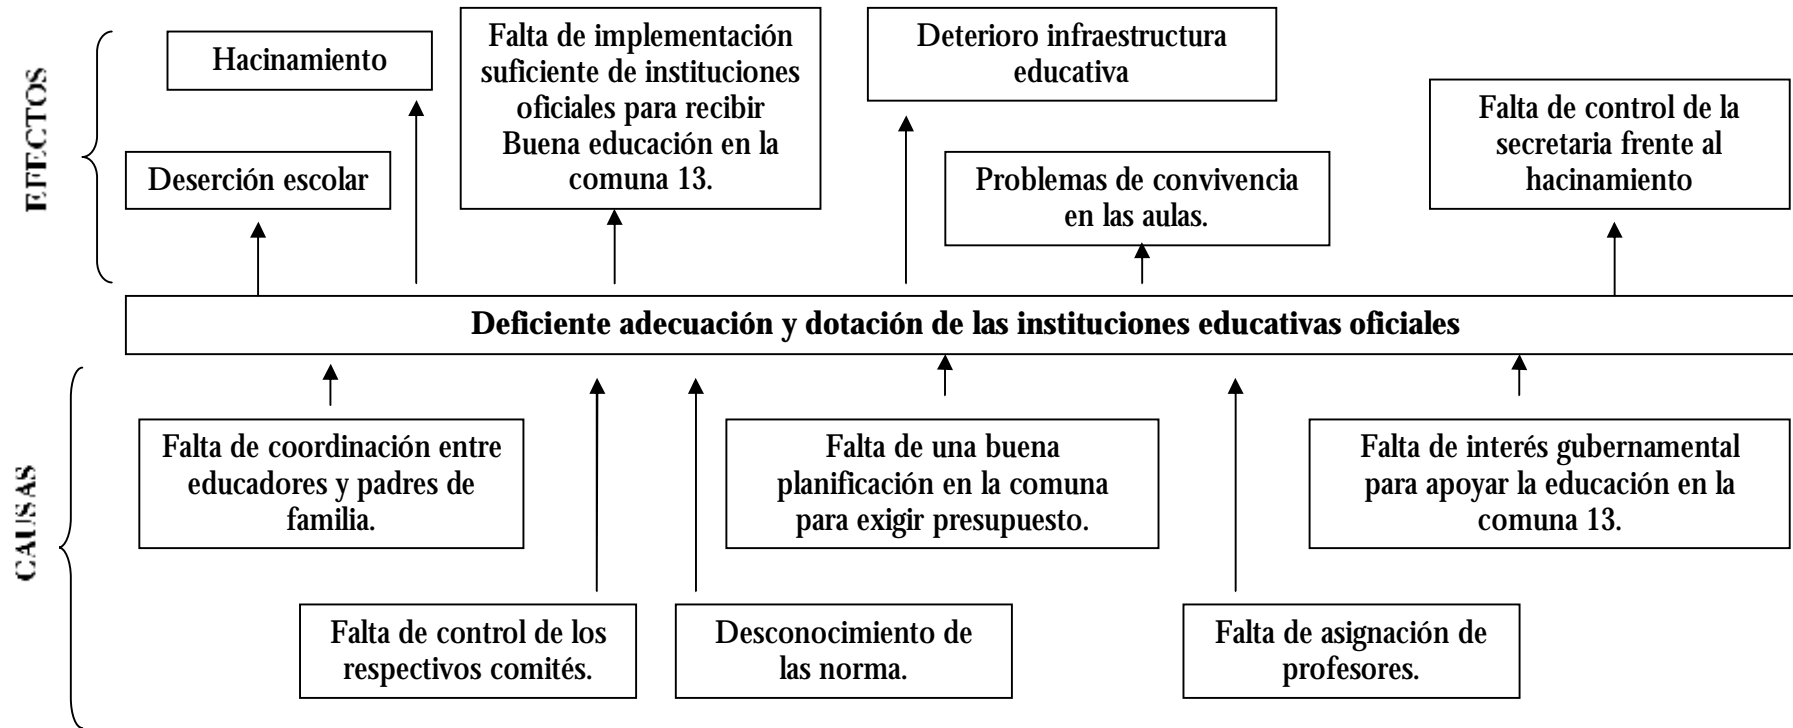 EFECTOS
Hacinamiento
Falta de implementación
suficiente de instituciones
oficiales para recibir
Buena educación en la
comuna 13.
Deterioro infraestructura
educativa
Falta de control de la
secretaria frente al
hacinamiento
Deserción escolar
Problemas de convivencia
en las aulas.
Deficiente adecuación y dotación de las instituciones educativas oficiales
CAUSAS
Falta de coordinación entre
educadores y padres de
familia.
Falta de una buena
planificación en la comuna
para exigir presupuesto.
Falta de interés gubernamental
para apoyar la educación en la
comuna 13.
Falta de control de los
respectivos comités.
Desconocimiento de
las norma.
Falta de asignación de
profesores.